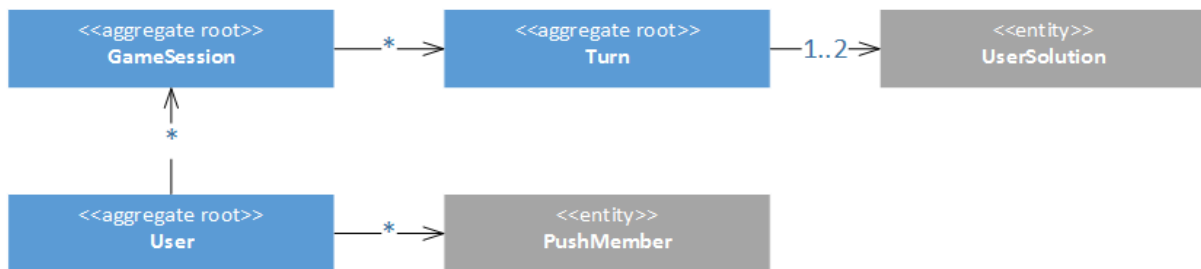 <<aggregate root>>
GameSession
*
<<aggregate root>>
Turn
1..2
<<entity>>
UserSolution
*
<<aggregate root>>
User
*
<<entity>>
PushMember